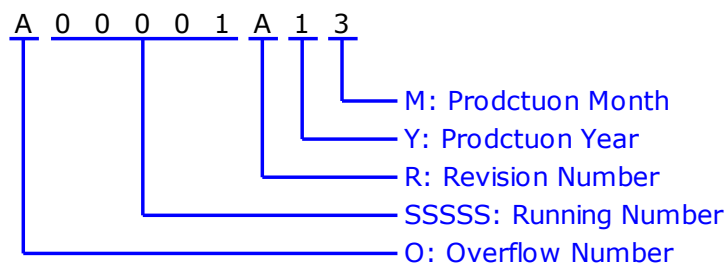 A 0 0 0 0 1 A 1 3
M: Prodctuon Month
Y: Prodctuon Year
R: Revision Number
SSSSS: Running Number
O: Overflow Number